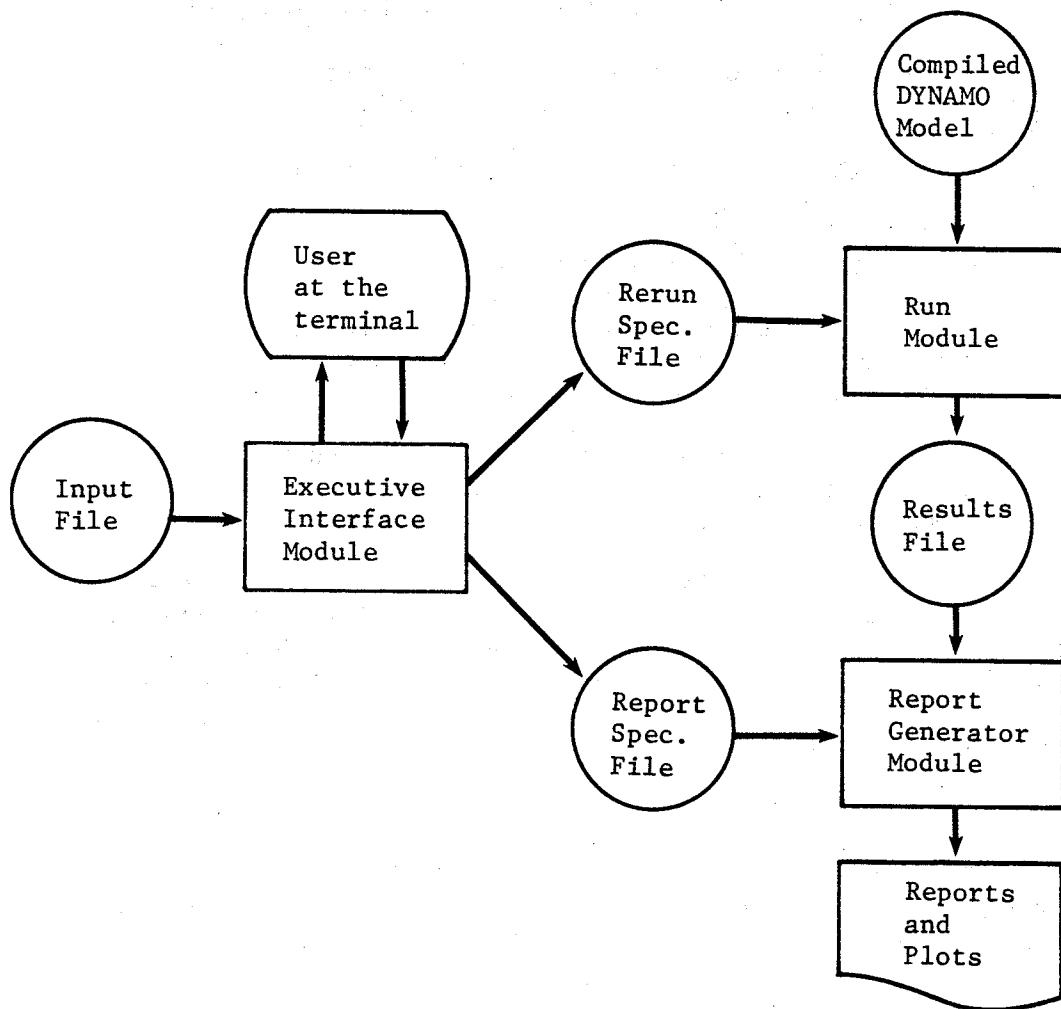 Compiled
DYNAMO
Model
User
at the
terminal
Rerun
Spec.
File
Run
Module
Input
File
Executive
Interface
Module
Results
File
Report
Spec.
File
Report
Generator
Module
Reports
and
Plots